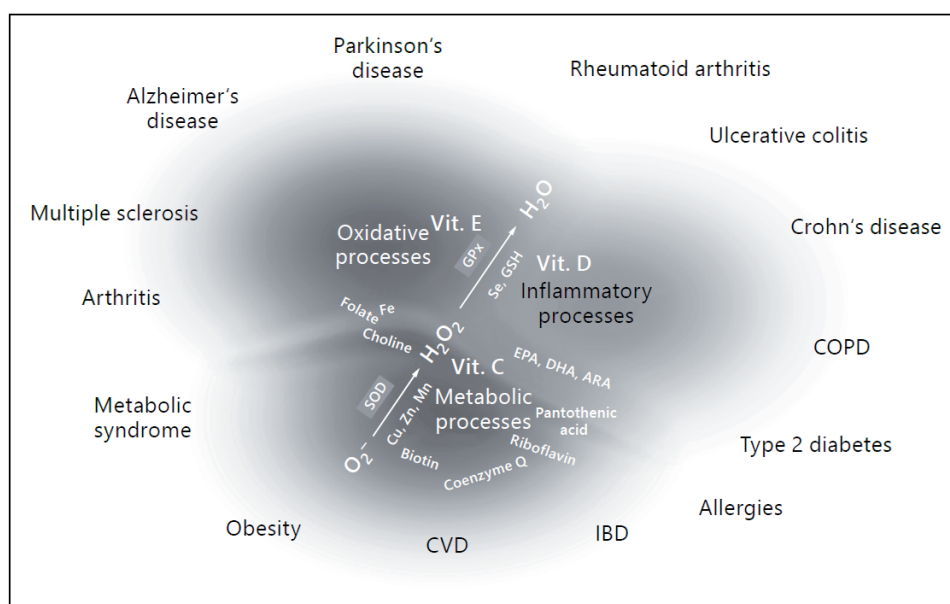 Parkinson‘s
disease
Rheumatoid arthritis
Alzheimer‘s
disease
Ulcerative colitis
Multiple sclerosis
Crohn‘s disease
Arthritis
COPD
Metabolic
syndrome
Type 2 diabetes
Allergies
Obesity
CVD
IBD
Oxidative
processes
Vit. E
H₂O
GPx
Se, GSH
Vit. D
Inflammatory
processes
Folate
Fe
Choline
H₂O₂
Vit. C
EPA, DHA, ARA
SOD
Cu, Zn, Mn
Metabolic
processes
Pantothenic
acid
Riboflavin
Biotin
Coenzyme Q
O₂⁻